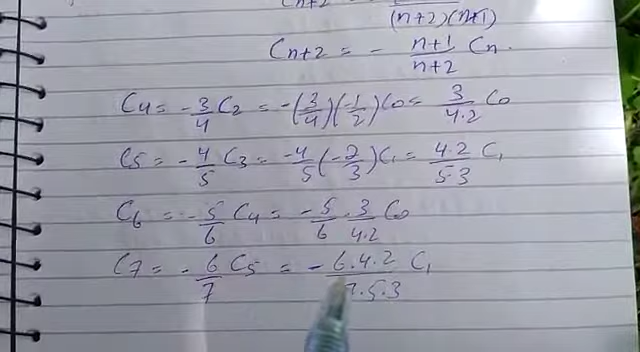 Cn+2 =
(n+2)(n+1)
Cn+2 = - n+1/n+2 Cn.
C4 = -3/4 C2 = -(3/4)(-1/2)C0 = 3/4.2 C0
C5 = -4/5 C3 = -4/5(-2/3)C1 = 4.2/5.3 C1
C6 = -5/6 C4 = -5/6 . 3/4.2 C0
C7 = -6/7 C5 = - 6.4.2/7.5.3 C1